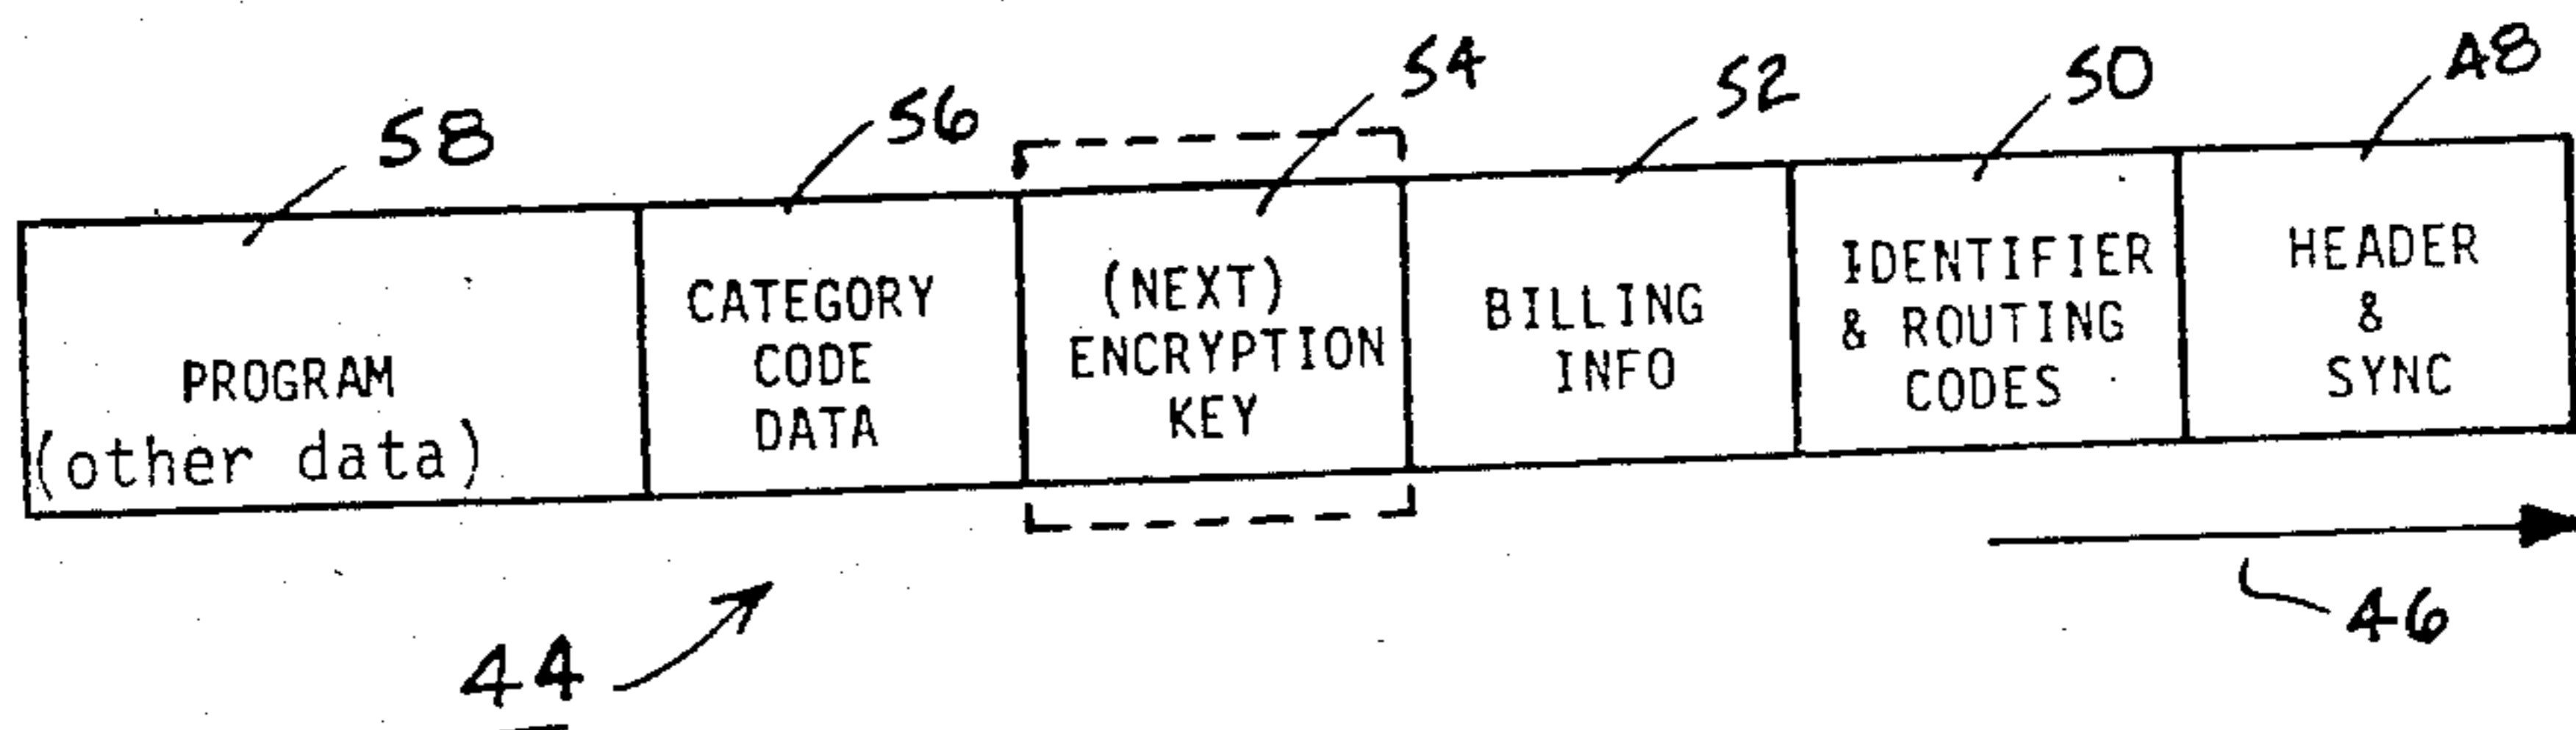 58
56
54
52
50
48
PROGRAM
(other data)
CATEGORY
CODE
DATA
(NEXT)
ENCRYPTION
KEY
BILLING
INFO
IDENTIFIER
& ROUTING
CODES
HEADER
&
SYNC
44
46